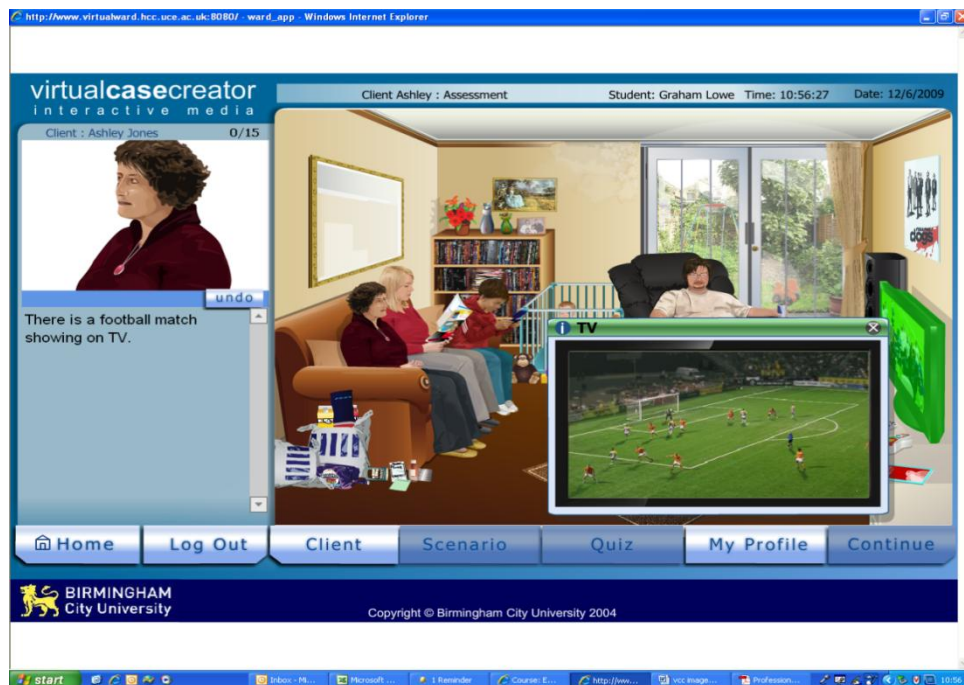 http://www.virtualward.hcc.uce.ac.uk:8080/ - ward_app - Windows Internet Explorer
virtualcasecreator
interactive media
Client Ashley : Assessment
Student: Graham Lowe Time: 10:56:27 Date: 12/6/2009
Client : Ashley Jones 0/15
DOGS
undo
There is a football match
showing on TV.
TV
Home
Log Out
Client
Scenario
Quiz
My Profile
Continue
BIRMINGHAM
City University
Copyright © Birmingham City University 2004
start
Inbox - Mi...
Microsoft ...
1 Reminder
Course: E...
http://ww...
vcc image...
Profession...
10:56